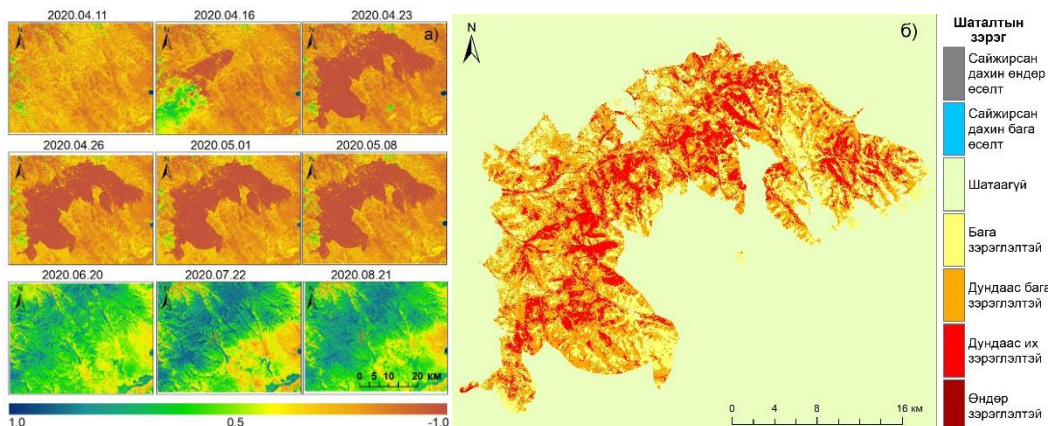 2020.04.11 2020.04.16 2020.04.23
N N N а)
2020.04.26 2020.05.01 2020.05.08
N N N
2020.06.20 2020.07.22 2020.08.21
N N N
0 5 10 20 км
1.0 0.5 -1.0
N б)
0 4 8 16 км
Шаталтын
зэрэг
Сайжирсан
дахин өндөр
өсөлт
Сайжирсан
дахин бага
өсөлт
Шатаагүй
Бага
зэрэглэлтэй
Дундаас бага
зэрэглэлтэй
Дундаас их
зэрэглэлтэй
Өндөр
зэрэглэлтэй